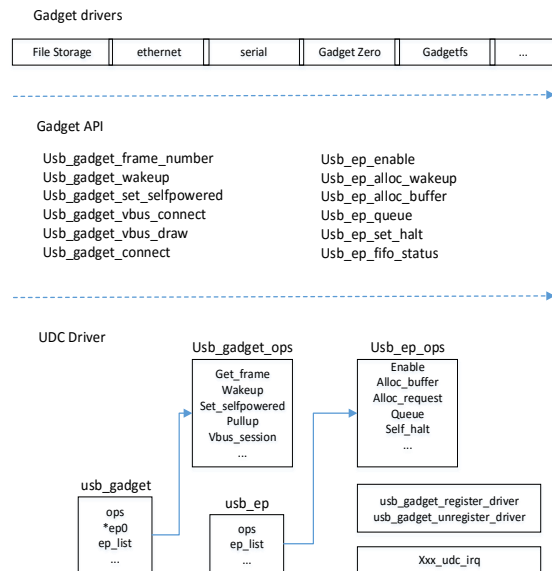 Gadget drivers
File Storage
ethernet
serial
Gadget Zero
Gadgetfs
...
Gadget API
Usb_gadget_frame_number
Usb_gadget_wakeup
Usb_gadget_set_selfpowered
Usb_gadget_vbus_connect
Usb_gadget_vbus_draw
Usb_gadget_connect
Usb_ep_enable
Usb_ep_alloc_wakeup
Usb_ep_alloc_buffer
Usb_ep_queue
Usb_ep_set_halt
Usb_ep_fifo_status
UDC Driver
Usb_gadget_ops
Get_frame
Wakeup
Set_selfpowered
Pullup
Vbus_session
...
Usb_ep_ops
Enable
Alloc_buffer
Alloc_request
Queue
Self_halt
...
usb_gadget
ops
*ep0
ep_list
...
usb_ep
ops
ep_list
...
usb_gadget_register_driver
usb_gadget_unregister_driver
Xxx_udc_irq